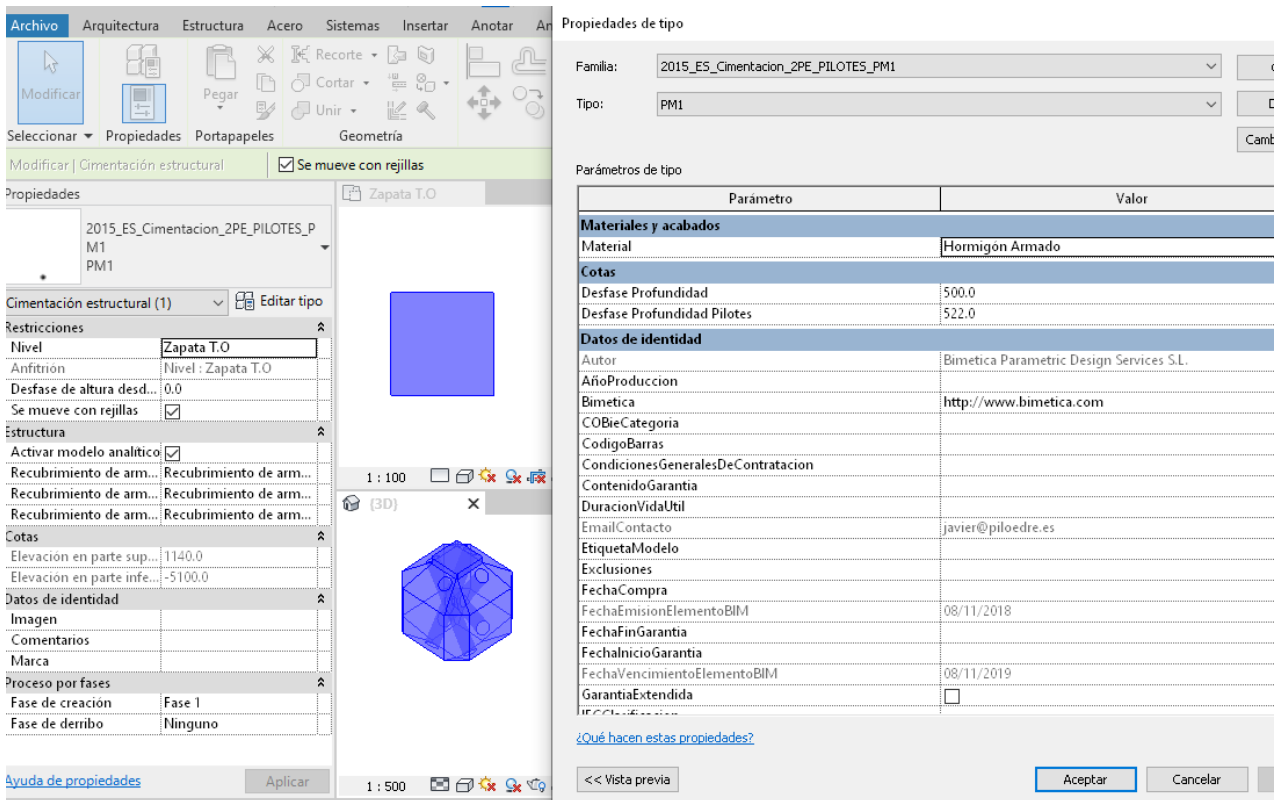 Archivo Arquitectura Estructura Acero Sistemas Insertar Anotar An
Modificar
Pegar
Recorte
Cortar
Unir
Seleccionar Propiedades Portapapeles Geometría
Modificar | Cimentación estructural Se mueve con rejillas
Propiedades
2015_ES_Cimentacion_2PE_PILOTES_P
M1
PM1
Cimentación estructural (1) Editar tipo
Restricciones
Nivel Zapata T.O
Anfitrión Nivel : Zapata T.O
Desfase de altura desd... 0.0
Se mueve con rejillas
Estructura
Activar modelo analítico
Recubrimiento de arm... Recubrimiento de arm...
Recubrimiento de arm... Recubrimiento de arm...
Recubrimiento de arm... Recubrimiento de arm...
Cotas
Elevación en parte sup... 1140.0
Elevación en parte infe... -5100.0
Datos de identidad
Imagen
Comentarios
Marca
Proceso por fases
Fase de creación Fase 1
Fase de derribo Ninguno
Ayuda de propiedades Aplicar
Zapata T.O
1 : 100
{3D}
1 : 500
Propiedades de tipo
Familia: 2015_ES_Cimentacion_2PE_PILOTES_PM1
Tipo: PM1 D
Camb
Parámetros de tipo
Parámetro Valor
Materiales y acabados
Material Hormigón Armado
Cotas
Desfase Profundidad 500.0
Desfase Profundidad Pilotes 522.0
Datos de identidad
Autor Bimetica Parametric Design Services S.L.
AñoProduccion
Bimetica http://www.bimetica.com
COBieCategoria
CodigoBarras
CondicionesGeneralesDeContratacion
ContenidoGarantia
DuracionVidaUtil
EmailContacto javier@piloedre.es
EtiquetaModelo
Exclusiones
FechaCompra
FechaEmisionElementoBIM 08/11/2018
FechaFinGarantia
FechaInicioGarantia
FechaVencimientoElementoBIM 08/11/2019
GarantiaExtendida
¿Qué hacen estas propiedades?
<< Vista previa Aceptar Cancelar